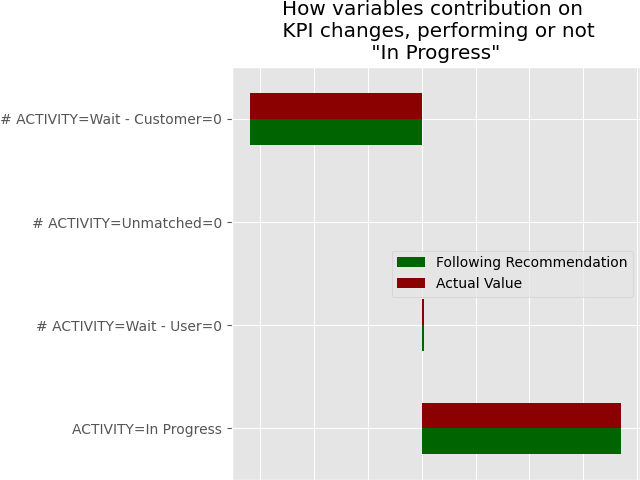 How variables contribution on
KPI changes, performing or not
"In Progress"
# ACTIVITY=Wait - Customer=0
# ACTIVITY=Unmatched=0
Following Recommendation
Actual Value
# ACTIVITY=Wait - User=0
ACTIVITY=In Progress